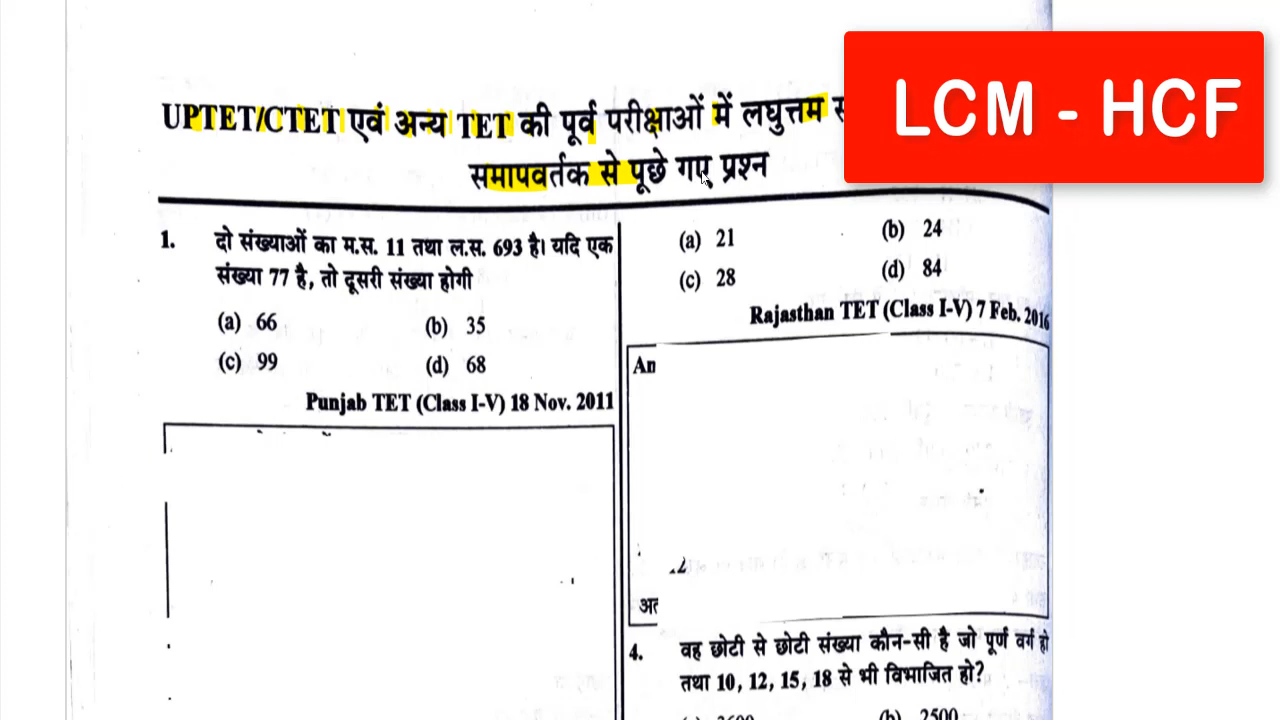 LCM - HCF
UPTET/CTET एवं अन्य TET की पूर्व परीक्षाओं में लघुत्तम
समापवर्तक से पूछे गए प्रश्न
1. दो संख्याओं का म.स. 11 तथा ल.स. 693 है। यदि एक
संख्या 77 है, तो दूसरी संख्या होगी
(a) 66 (b) 35
(c) 99 (d) 68
Punjab TET (Class I-V) 18 Nov. 2011
(a) 21 (b) 24
(c) 28 (d) 84
Rajasthan TET (Class I-V) 7 Feb. 2016
An
4. वह छोटी से छोटी संख्या कौन-सी है जो पूर्ण वर्ग हो
तथा 10, 12, 15, 18 से भी विभाजित हो?
(b) 2500